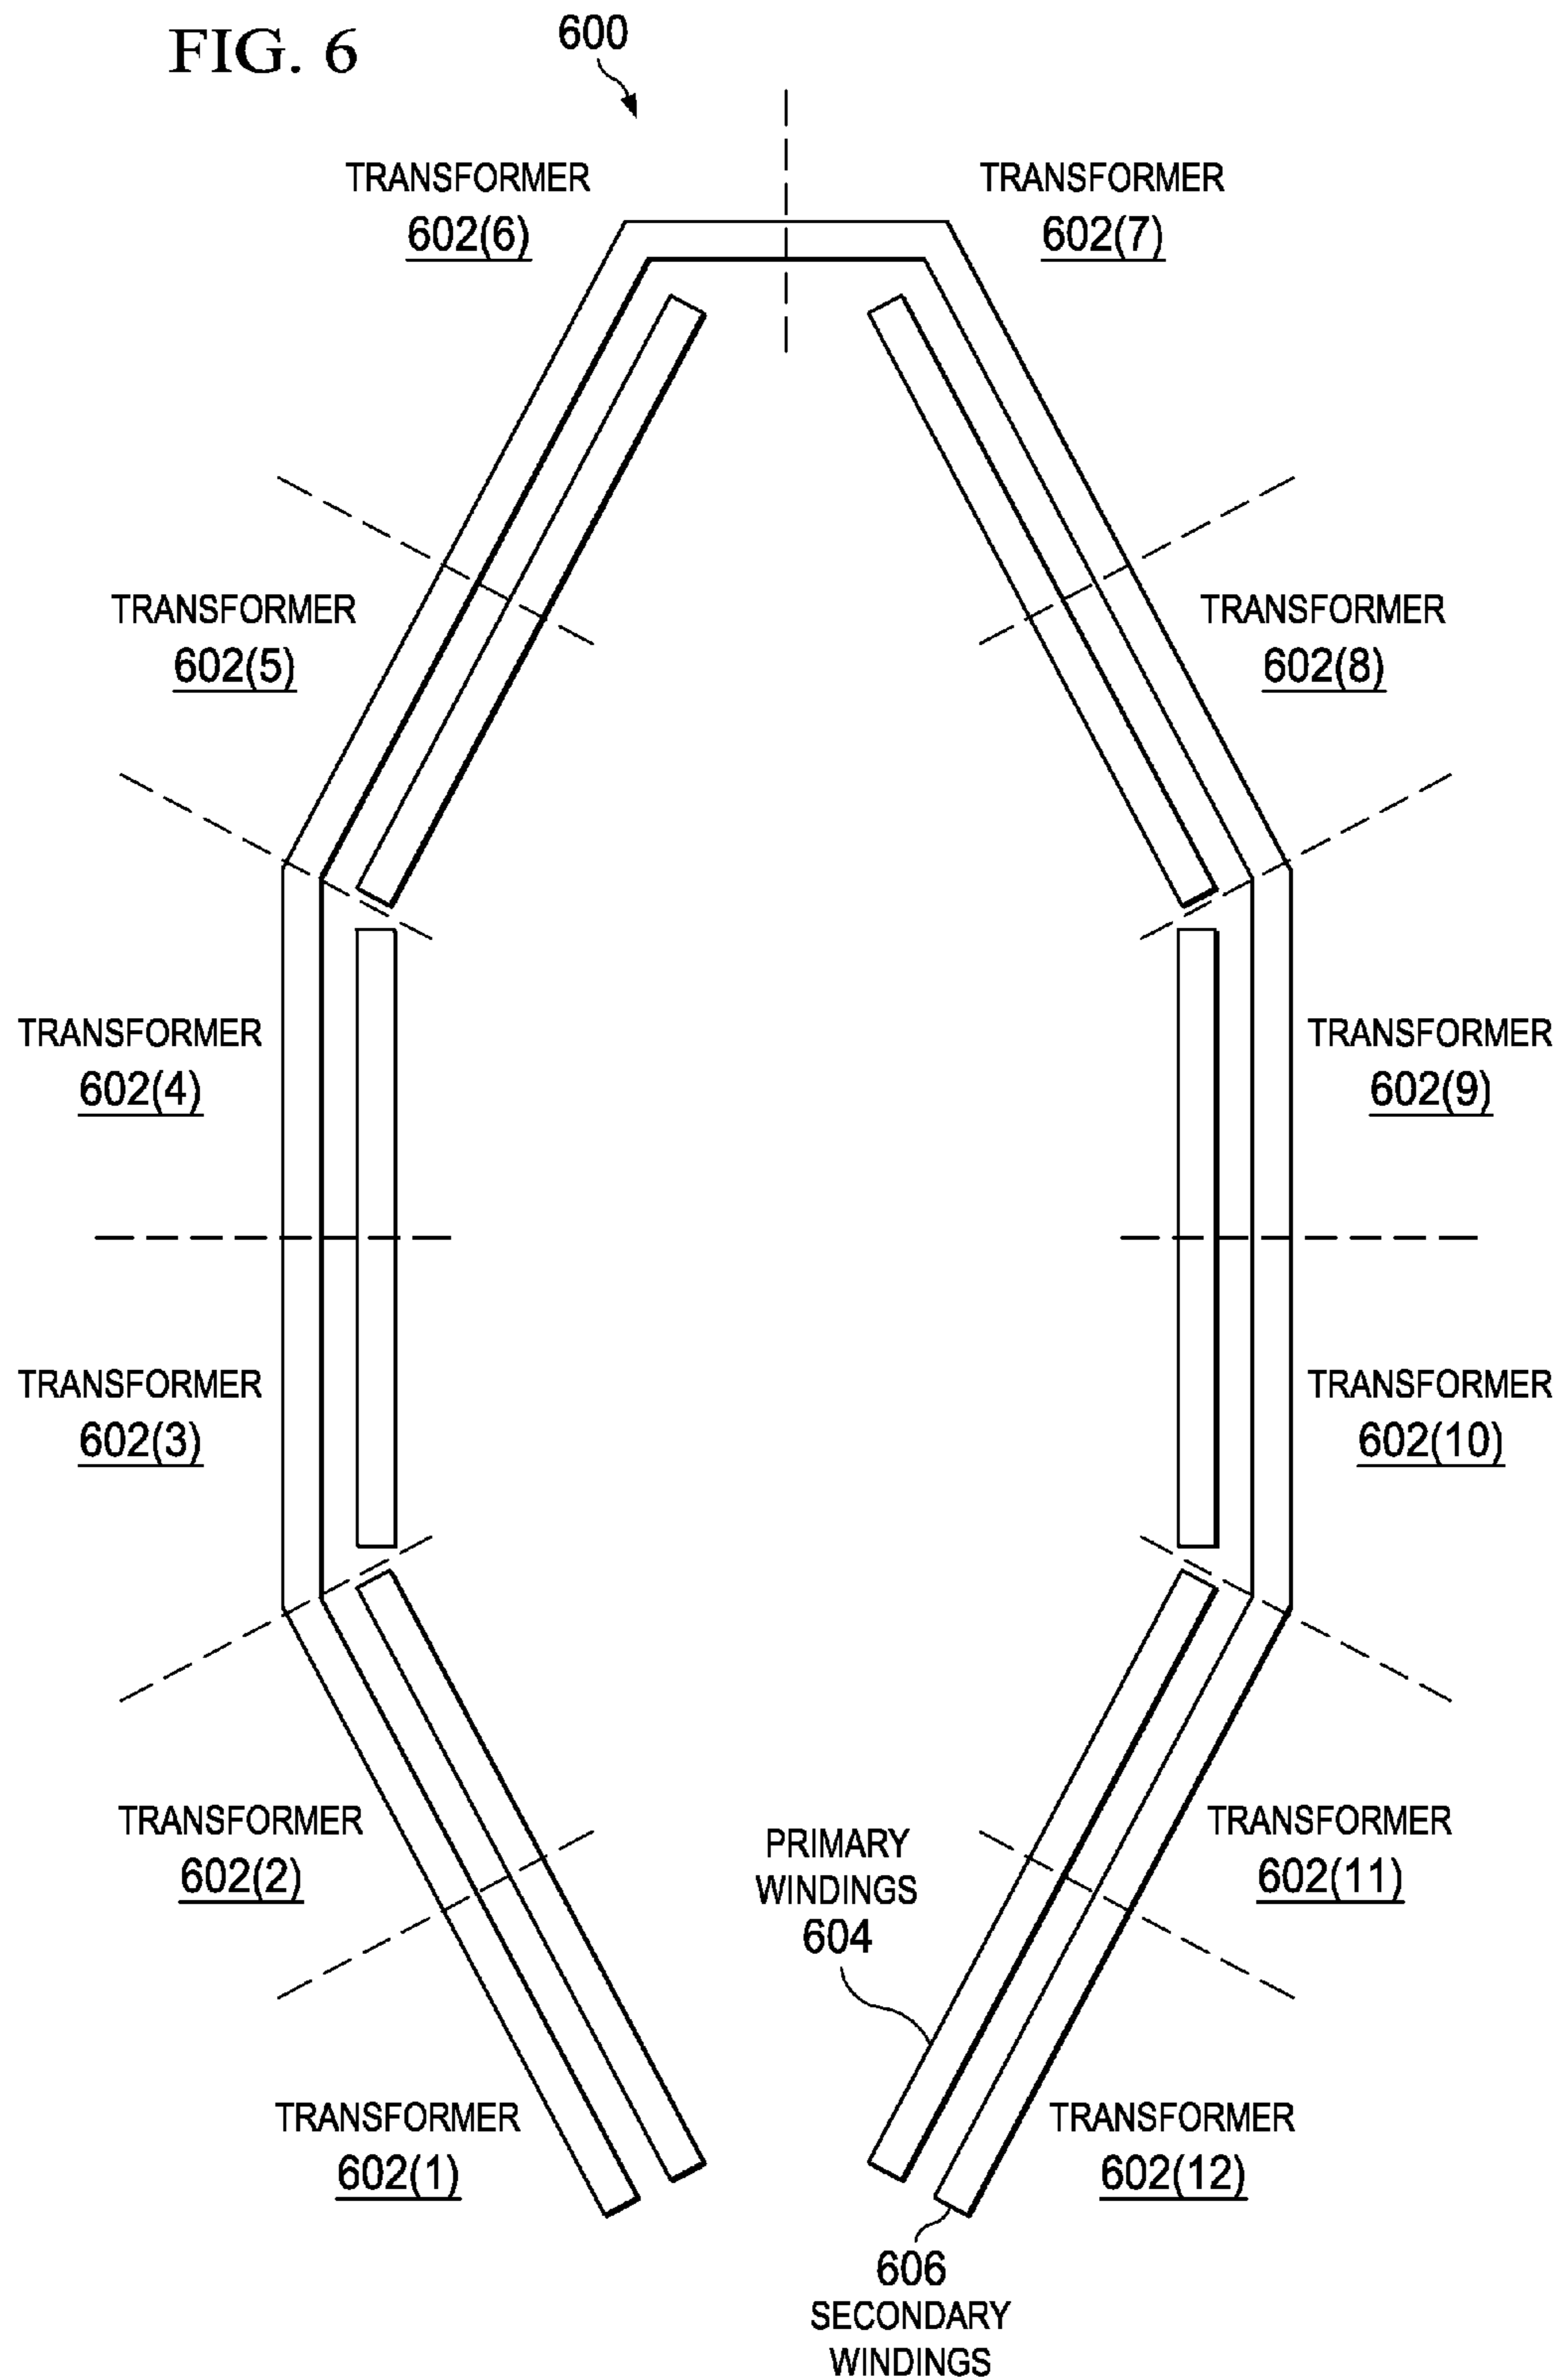 FIG. 6
600
TRANSFORMER
602(6)
TRANSFORMER
602(7)
TRANSFORMER
602(5)
TRANSFORMER
602(8)
TRANSFORMER
602(4)
TRANSFORMER
602(9)
TRANSFORMER
602(3)
TRANSFORMER
602(10)
TRANSFORMER
602(2)
PRIMARY
WINDINGS
604
TRANSFORMER
602(11)
TRANSFORMER
602(1)
TRANSFORMER
602(12)
606
SECONDARY
WINDINGS